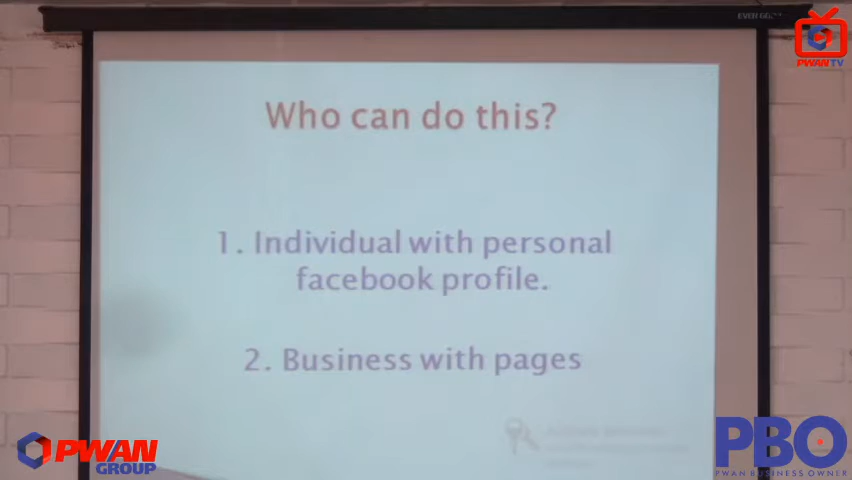 PWANTV
Who can do this?
1. Individual with personal
facebook profile.
2. Business with pages
PWAN
GROUP
PBO
PWAN BUSINESS OWNER